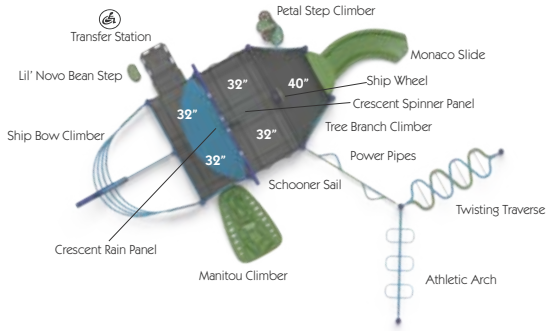 Petal Step Climber
Transfer Station
Monaco Slide
Lil' Novo Bean Step
32"
40"
Ship Wheel
Crescent Spinner Panel
32"
Tree Branch Climber
Ship Bow Climber
32"
32"
Power Pipes
Schooner Sail
Twisting Traverse
Crescent Rain Panel
Manitou Climber
Athletic Arch